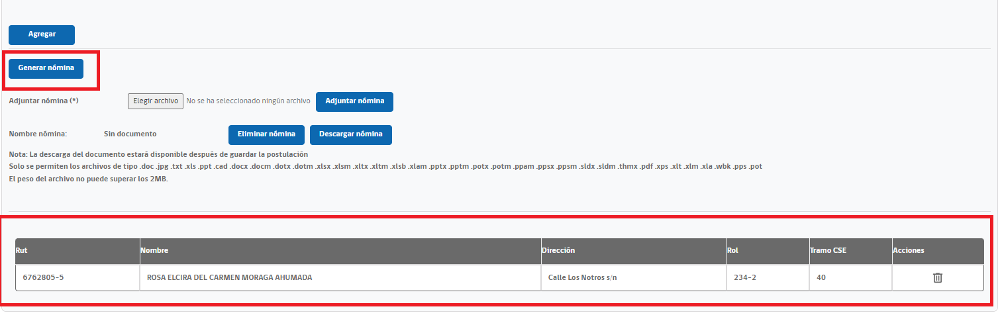 Agregar
Generar nómina
Adjuntar nómina (*) Elegir archivo No se ha seleccionado ningún archivo Adjuntar nómina
Nombre nómina: Sin documento Eliminar nómina Descargar nómina
Nota: La descarga del documento estará disponible después de guardar la postulación
Solo se permiten los archivos de tipo .doc .jpg .txt .xls .ppt .cad .docx .docm .dotx .dotm .xlsx .xlsm .xltx .xltm .xlsb .xlam .pptx .pptm .potx .potm .ppam .ppsx .ppsm .sldx .sldm .thmx .pdf .xps .xlt .xlm .xla .wbk .pps .pot
El peso del archivo no puede superar los 2MB.
Rut Nombre Dirección Rol Tramo CSE Acciones
6762805-5 ROSA ELCIRA DEL CARMEN MORAGA AHUMADA Calle Los Notros s/n 234-2 40